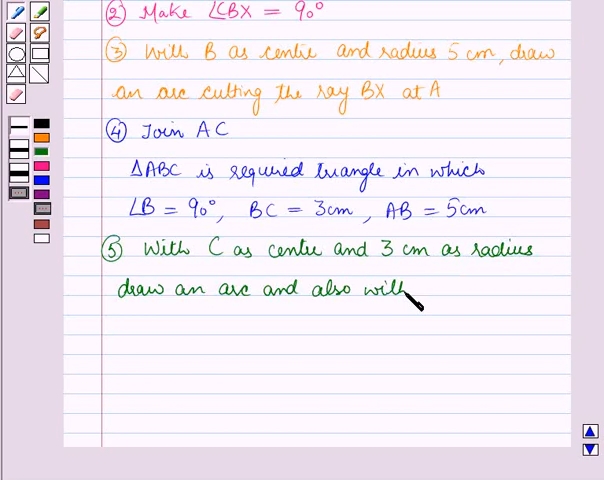 ② Make ∠CBX = 90°
③ With B as centre and radius 5 cm, draw
an arc cutting the ray BX at A
④ Join AC
△ABC is required triangle in which
∠B = 90°, BC = 3cm, AB = 5cm
⑤ With C as centre and 3 cm as radius
draw an arc and also with